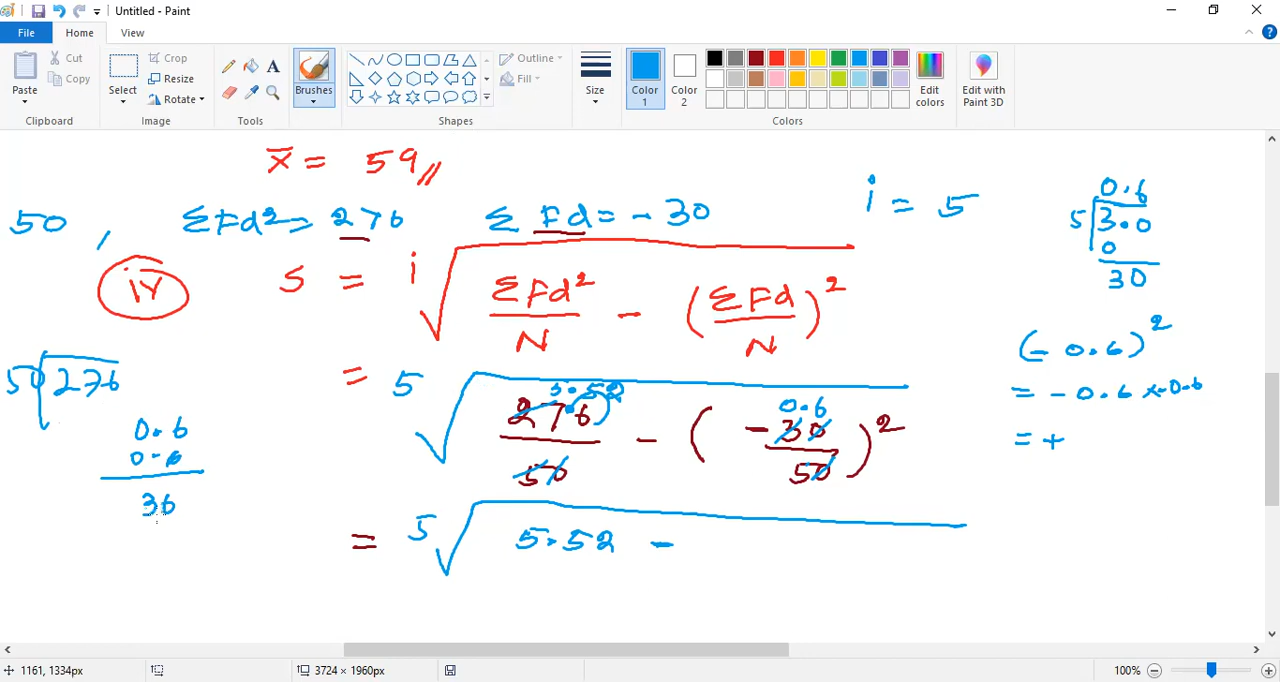 Untitled - Paint
File Home View
Paste Cut Copy
Clipboard
Select Crop Resize Rotate
Image
A
Tools
Brushes
Outline Fill
Shapes
Size
Color 1
Color 2
Edit colors
Colors
Edit with Paint 3D
x̄ = 59//
50, ΣFd²= 276 ΣFd = - 30 i = 5
0.6
5 3.0
0
30
iv
s = i√ ΣFd²/N - (ΣFd/N)²
(- 0.6)²
= - 0.6 x -0.6
= +
50 276
= 5√ 276/50 - (-30/50)²
5.52
0.6
0.6
0.6
36
= 5√ 5.52 -
1161, 1334px
3724 × 1960px
100%